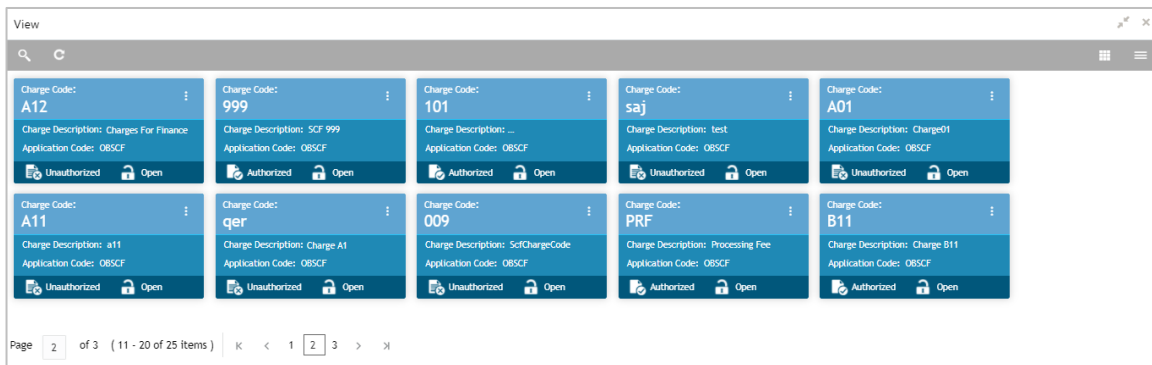 View
Charge Code:
A12
Charge Description: Charges For Finance
Application Code: OBSCF
Unauthorized Open
Charge Code:
999
Charge Description: SCF 999
Application Code: OBSCF
Authorized Open
Charge Code:
101
Charge Description: ...
Application Code: OBSCF
Authorized Open
Charge Code:
saj
Charge Description: test
Application Code: OBSCF
Unauthorized Open
Charge Code:
A01
Charge Description: Charge01
Application Code: OBSCF
Unauthorized Open
Charge Code:
A11
Charge Description: a11
Application Code: OBSCF
Unauthorized Open
Charge Code:
qer
Charge Description: Charge A1
Application Code: OBSCF
Unauthorized Open
Charge Code:
009
Charge Description: ScfChargeCode
Application Code: OBSCF
Unauthorized Open
Charge Code:
PRF
Charge Description: Processing Fee
Application Code: OBSCF
Authorized Open
Charge Code:
B11
Charge Description: Charge B11
Application Code: OBSCF
Authorized Open
Page 2 of 3 ( 11 - 20 of 25 items ) 1 2 3